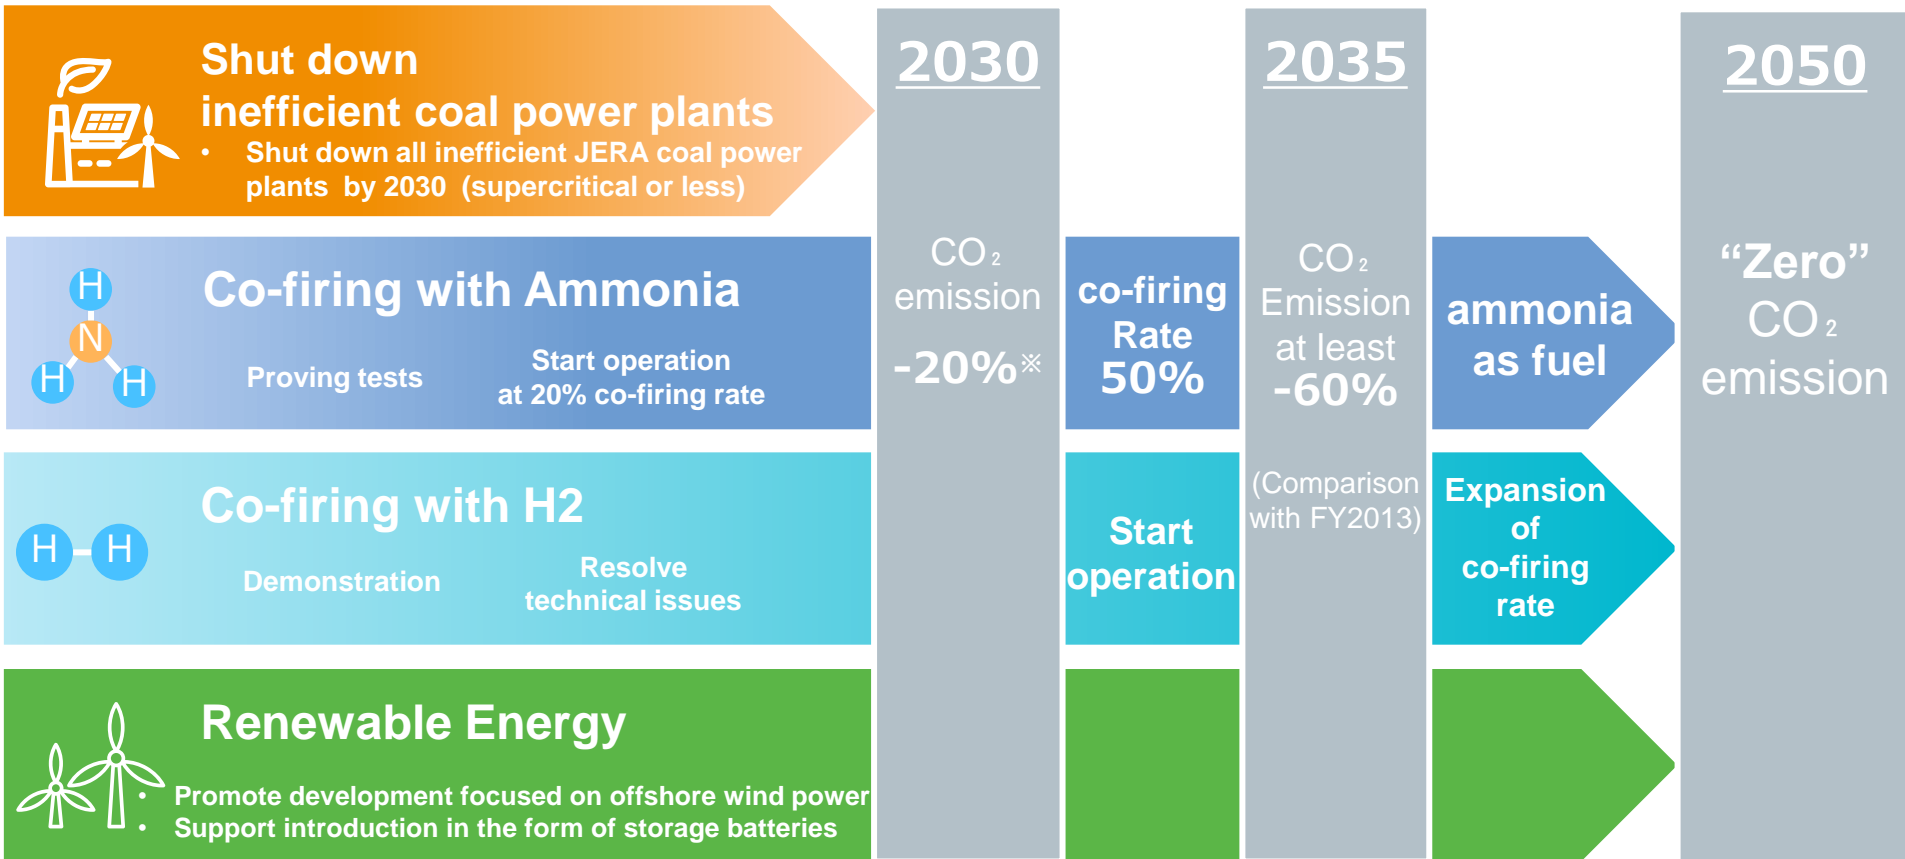 Shut down
inefficient coal power plants
• Shut down all inefficient JERA coal power
plants by 2030 (supercritical or less)
Co-firing with Ammonia
H
N
H H
Proving tests
Start operation
at 20% co-firing rate
Co-firing with H2
H H
Demonstration
Resolve
technical issues
Renewable Energy
• Promote development focused on offshore wind power
• Support introduction in the form of storage batteries
2030
CO₂
emission
-20%※
co-firing
Rate
50%
Start
operation
2035
CO₂
Emission
at least
-60%
(Comparison
with FY2013)
ammonia
as fuel
Expansion
of
co-firing
rate
2050
“Zero”
CO₂
emission